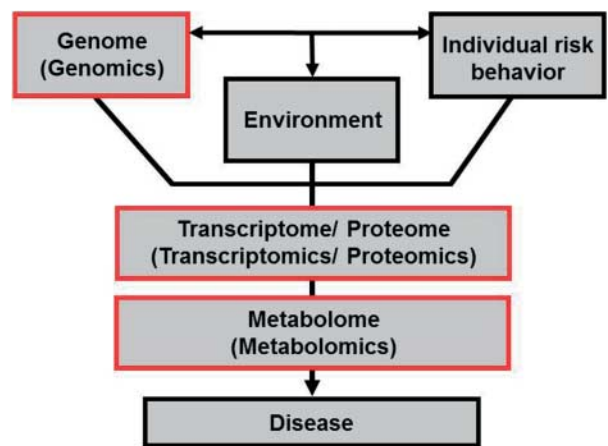 Genome
(Genomics)
Individual risk
behavior
Environment
Transcriptome/ Proteome
(Transcriptomics/ Proteomics)
Metabolome
(Metabolomics)
Disease